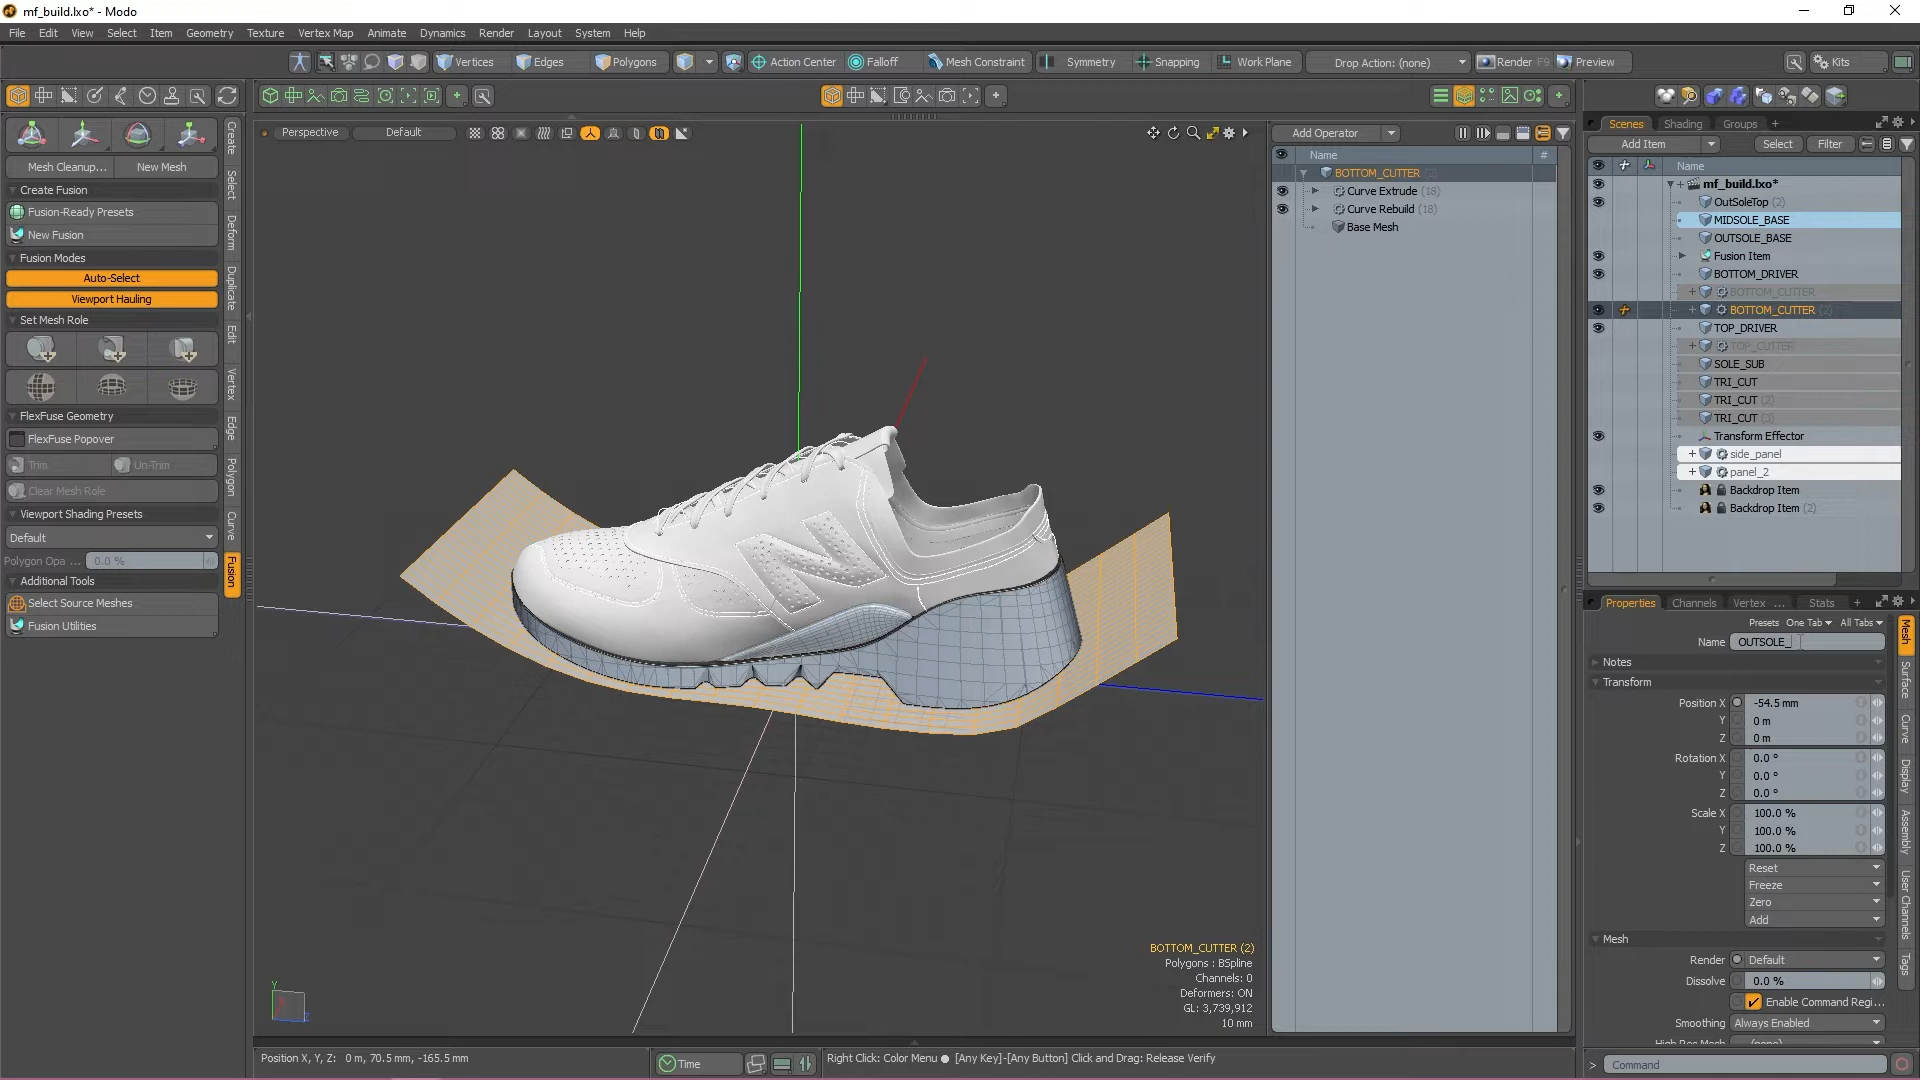 mf_build.lxo* - Modo
File Edit View Select Item Geometry Texture Vertex Map Animate Dynamics Render Layout System Help
Vertices Edges Polygons Action Center Falloff Mesh Constraint Symmetry Snapping Work Plane Drop Action: (none) Render F9 Preview Kits
Mesh Cleanup... New Mesh
Create Fusion
Fusion-Ready Presets
New Fusion
Fusion Modes
Auto-Select
Viewport Hauling
Set Mesh Role
FlexFuse Geometry
FlexFuse Popover
Trim Un-Trim
Clear Mesh Role
Viewport Shading Presets
Default
Polygon Opa ... 0.0 %
Additional Tools
Select Source Meshes
Fusion Utilities
Create
Select
Deform
Duplicate
Edit
Vertex
Edge
Polygon
Curve
Fusion
Perspective Default
N
BOTTOM_CUTTER (2)
Polygons : BSpline
Channels: 0
Deformers: ON
GL: 3,739,912
10 mm
Y
Z
Add Operator
Name #
BOTTOM_CUTTER (2)
Curve Extrude (18)
Curve Rebuild (18)
Base Mesh
Scenes Shading Groups +
Add Item Select Filter
Name
mf_build.lxo*
OutSoleTop (2)
MIDSOLE_BASE
OUTSOLE_BASE
Fusion Item
BOTTOM_DRIVER
BOTTOM_CUTTER
BOTTOM_CUTTER (2)
TOP_DRIVER
TOP_CUTTER
SOLE_SUB
TRI_CUT
TRI_CUT (2)
TRI_CUT (3)
Transform Effector
side_panel
panel_2
Backdrop Item
Backdrop Item (2)
Properties Channels Vertex ... Stats +
Presets One Tab All Tabs
Name OUTSOLE_
Notes
Transform
Position X -54.5 mm
Y 0 m
Z 0 m
Rotation X 0.0 °
Y 0.0 °
Z 0.0 °
Scale X 100.0 %
Y 100.0 %
Z 100.0 %
Reset
Freeze
Zero
Add
Mesh
Render Default
Dissolve 0.0 %
Enable Command Regi...
Smoothing Always Enabled
Mesh
Surface
Curve
Display
Assembly
User Channels
Tags
Position X, Y, Z: 0 m, 70.5 mm, -165.5 mm
Time
Right Click: Color Menu ● [Any Key]-[Any Button] Click and Drag: Release Verify
> Command